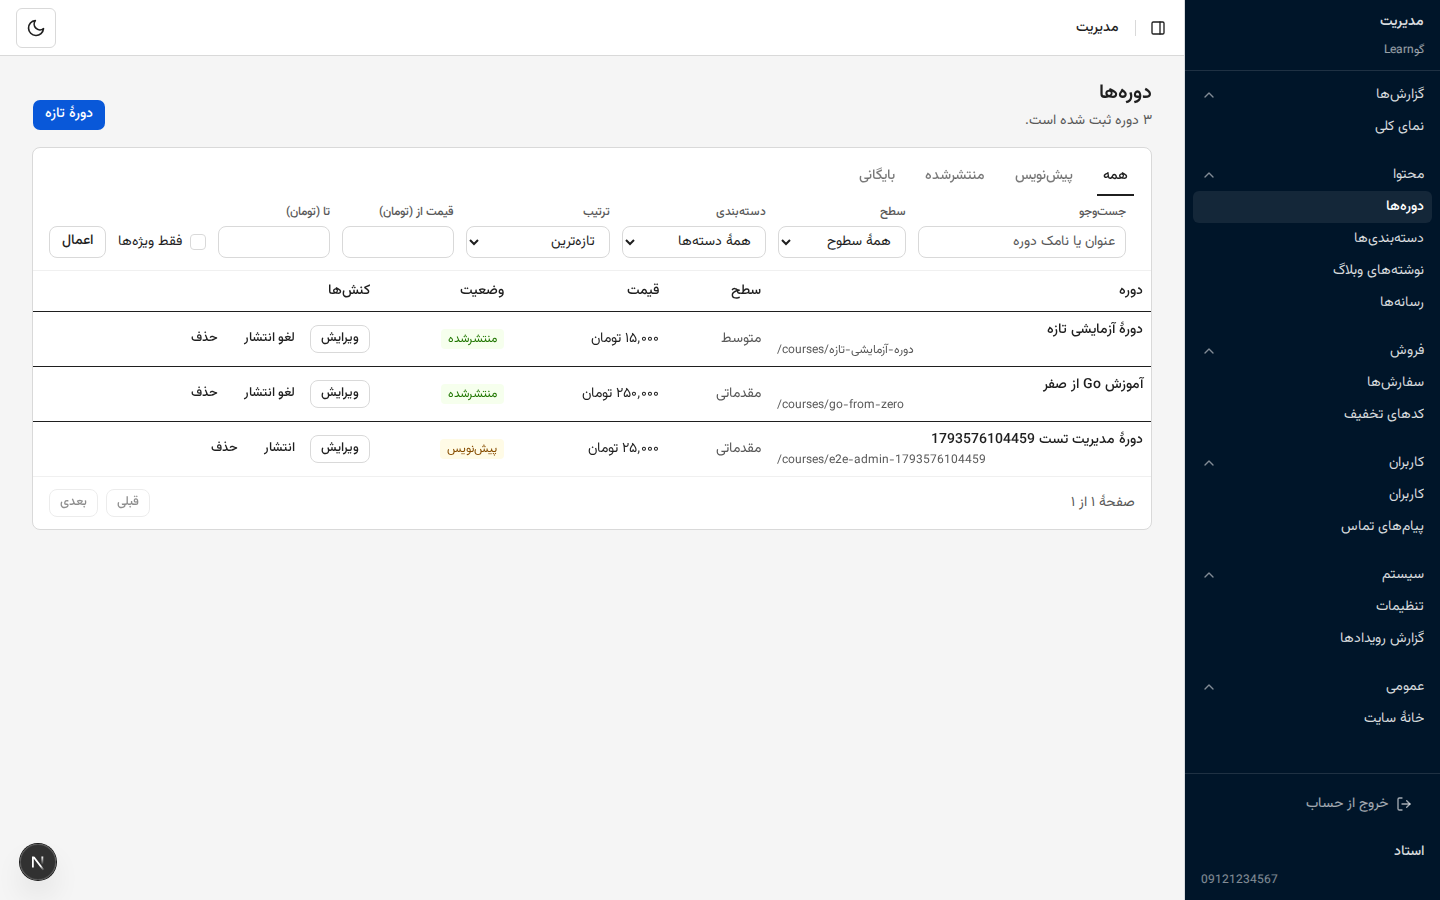 مدیریت
گوLearn
گزارش‌ها
نمای کلی
محتوا
دوره‌ها
دسته‌بندی‌ها
نوشته‌های وبلاگ
رسانه‌ها
فروش
سفارش‌ها
کدهای تخفیف
کاربران
کاربران
پیام‌های تماس
سیستم
تنظیمات
گزارش رویدادها
عمومی
خانهٔ سایت
خروج از حساب
استاد
09121234567
مدیریت
دوره‌ها
۳ دوره ثبت شده است.
دورهٔ تازه
همه پیش‌نویس منتشرشده بایگانی
جست‌وجو سطح دسته‌بندی ترتیب قیمت از (تومان) تا (تومان)
عنوان یا نامک دوره همهٔ سطوح همهٔ دسته‌ها تازه‌ترین فقط ویژه‌ها اعمال
دوره سطح قیمت وضعیت کنش‌ها
دورهٔ آزمایشی تازه متوسط ۱۵,۰۰۰ تومان منتشرشده ویرایش لغو انتشار حذف
/courses/دوره-آزمایشی-تازه
آموزش Go از صفر مقدماتی ۲۵۰,۰۰۰ تومان منتشرشده ویرایش لغو انتشار حذف
/courses/go-from-zero
دورهٔ مدیریت تست 1793576104459 مقدماتی ۲۵,۰۰۰ تومان پیش‌نویس ویرایش انتشار حذف
/courses/e2e-admin-1793576104459
صفحهٔ ۱ از ۱ قبلی بعدی
N